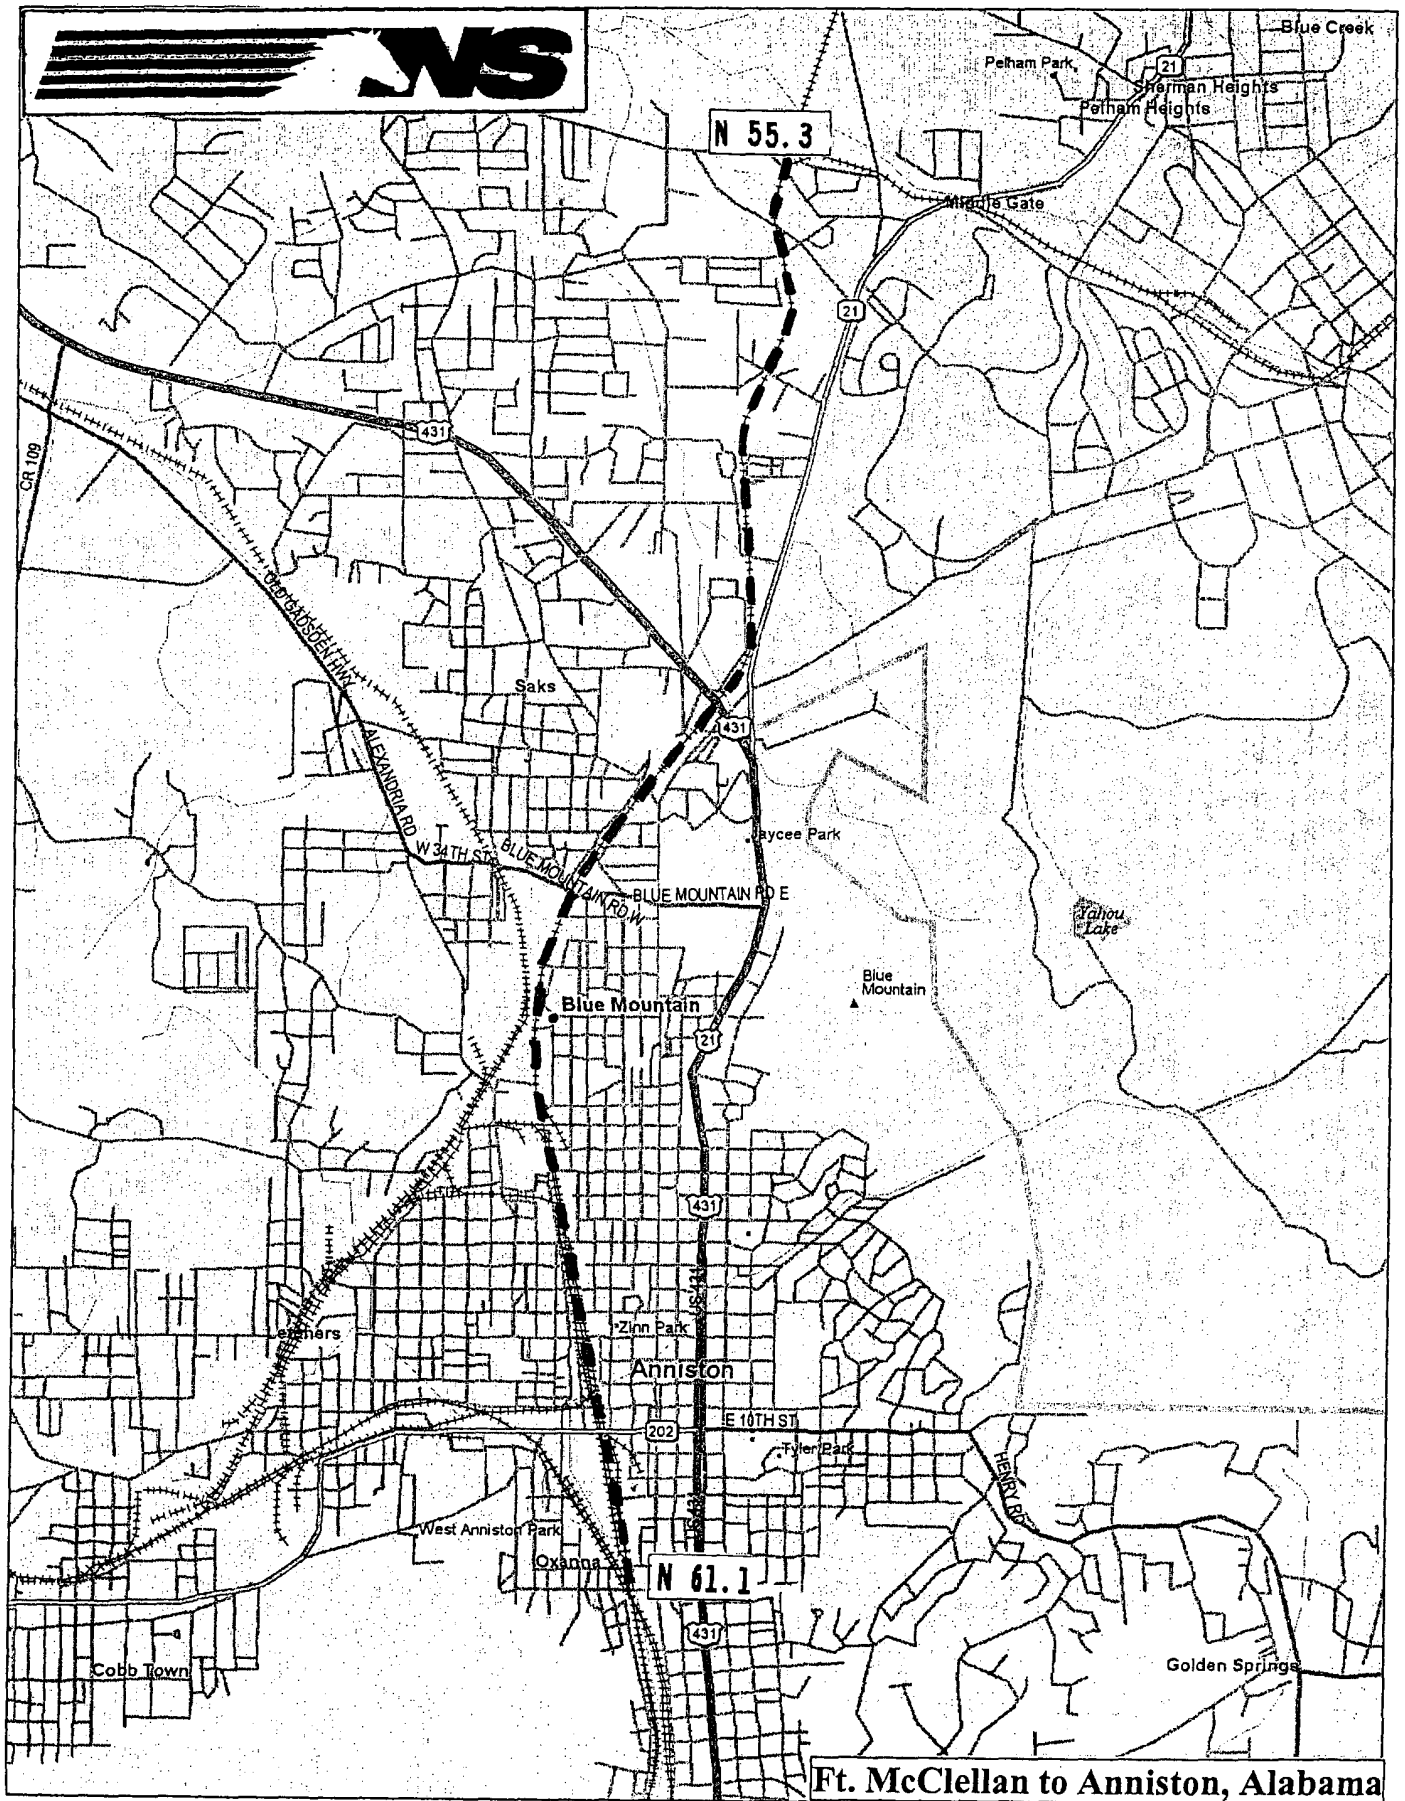 NS
Blue Creek
Pelham Park
21
Sherman Heights
Pelham Heights
N 55.3
Middle Gate
21
431
CR 109
OLD GADSDEN HWY
Saks
431
ALEXANDRIA RD
aycee Park
W 34TH ST
BLUE MOUNTAIN RD W
BLUE MOUNTAIN RD E
Yahou
Lake
Blue
Mountain
Blue Mountain
21
431
US 431
Zinn Park
Anniston
E 10TH ST
202
Tyler Park
HENRY RD
West Anniston Park
Oxanna
N 61.1
431
Cobb Town
Golden Springs
Ft. McClellan to Anniston, Alabama